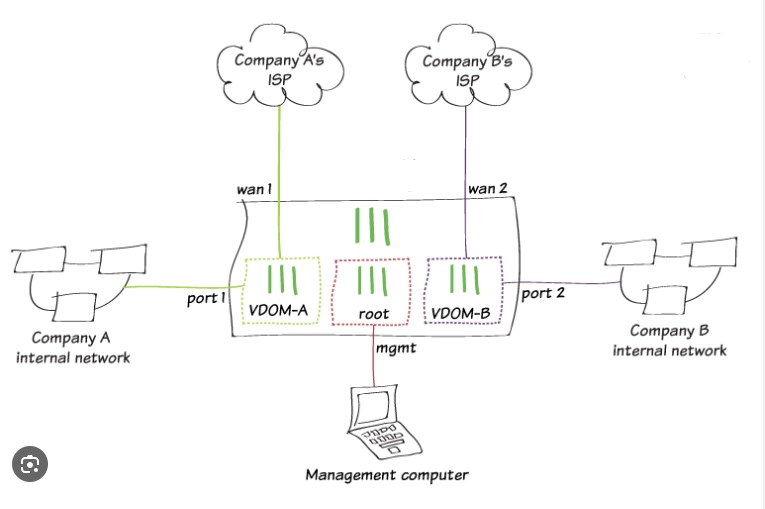 Company A's
ISP
Company B's
ISP
wan 1
wan 2
port 1
VDOM-A
root
VDOM-B
port 2
mgmt
Company A
internal network
Company B
internal network
Management computer